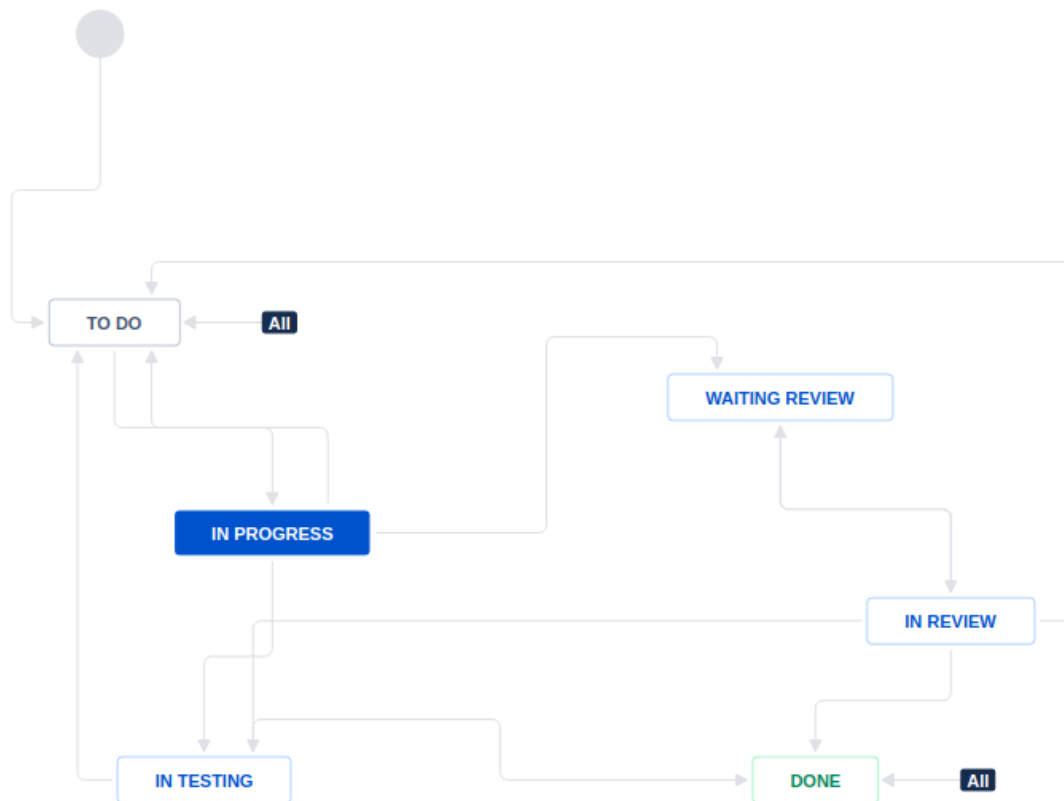 TO DO
All
WAITING REVIEW
IN PROGRESS
IN REVIEW
IN TESTING
DONE
All